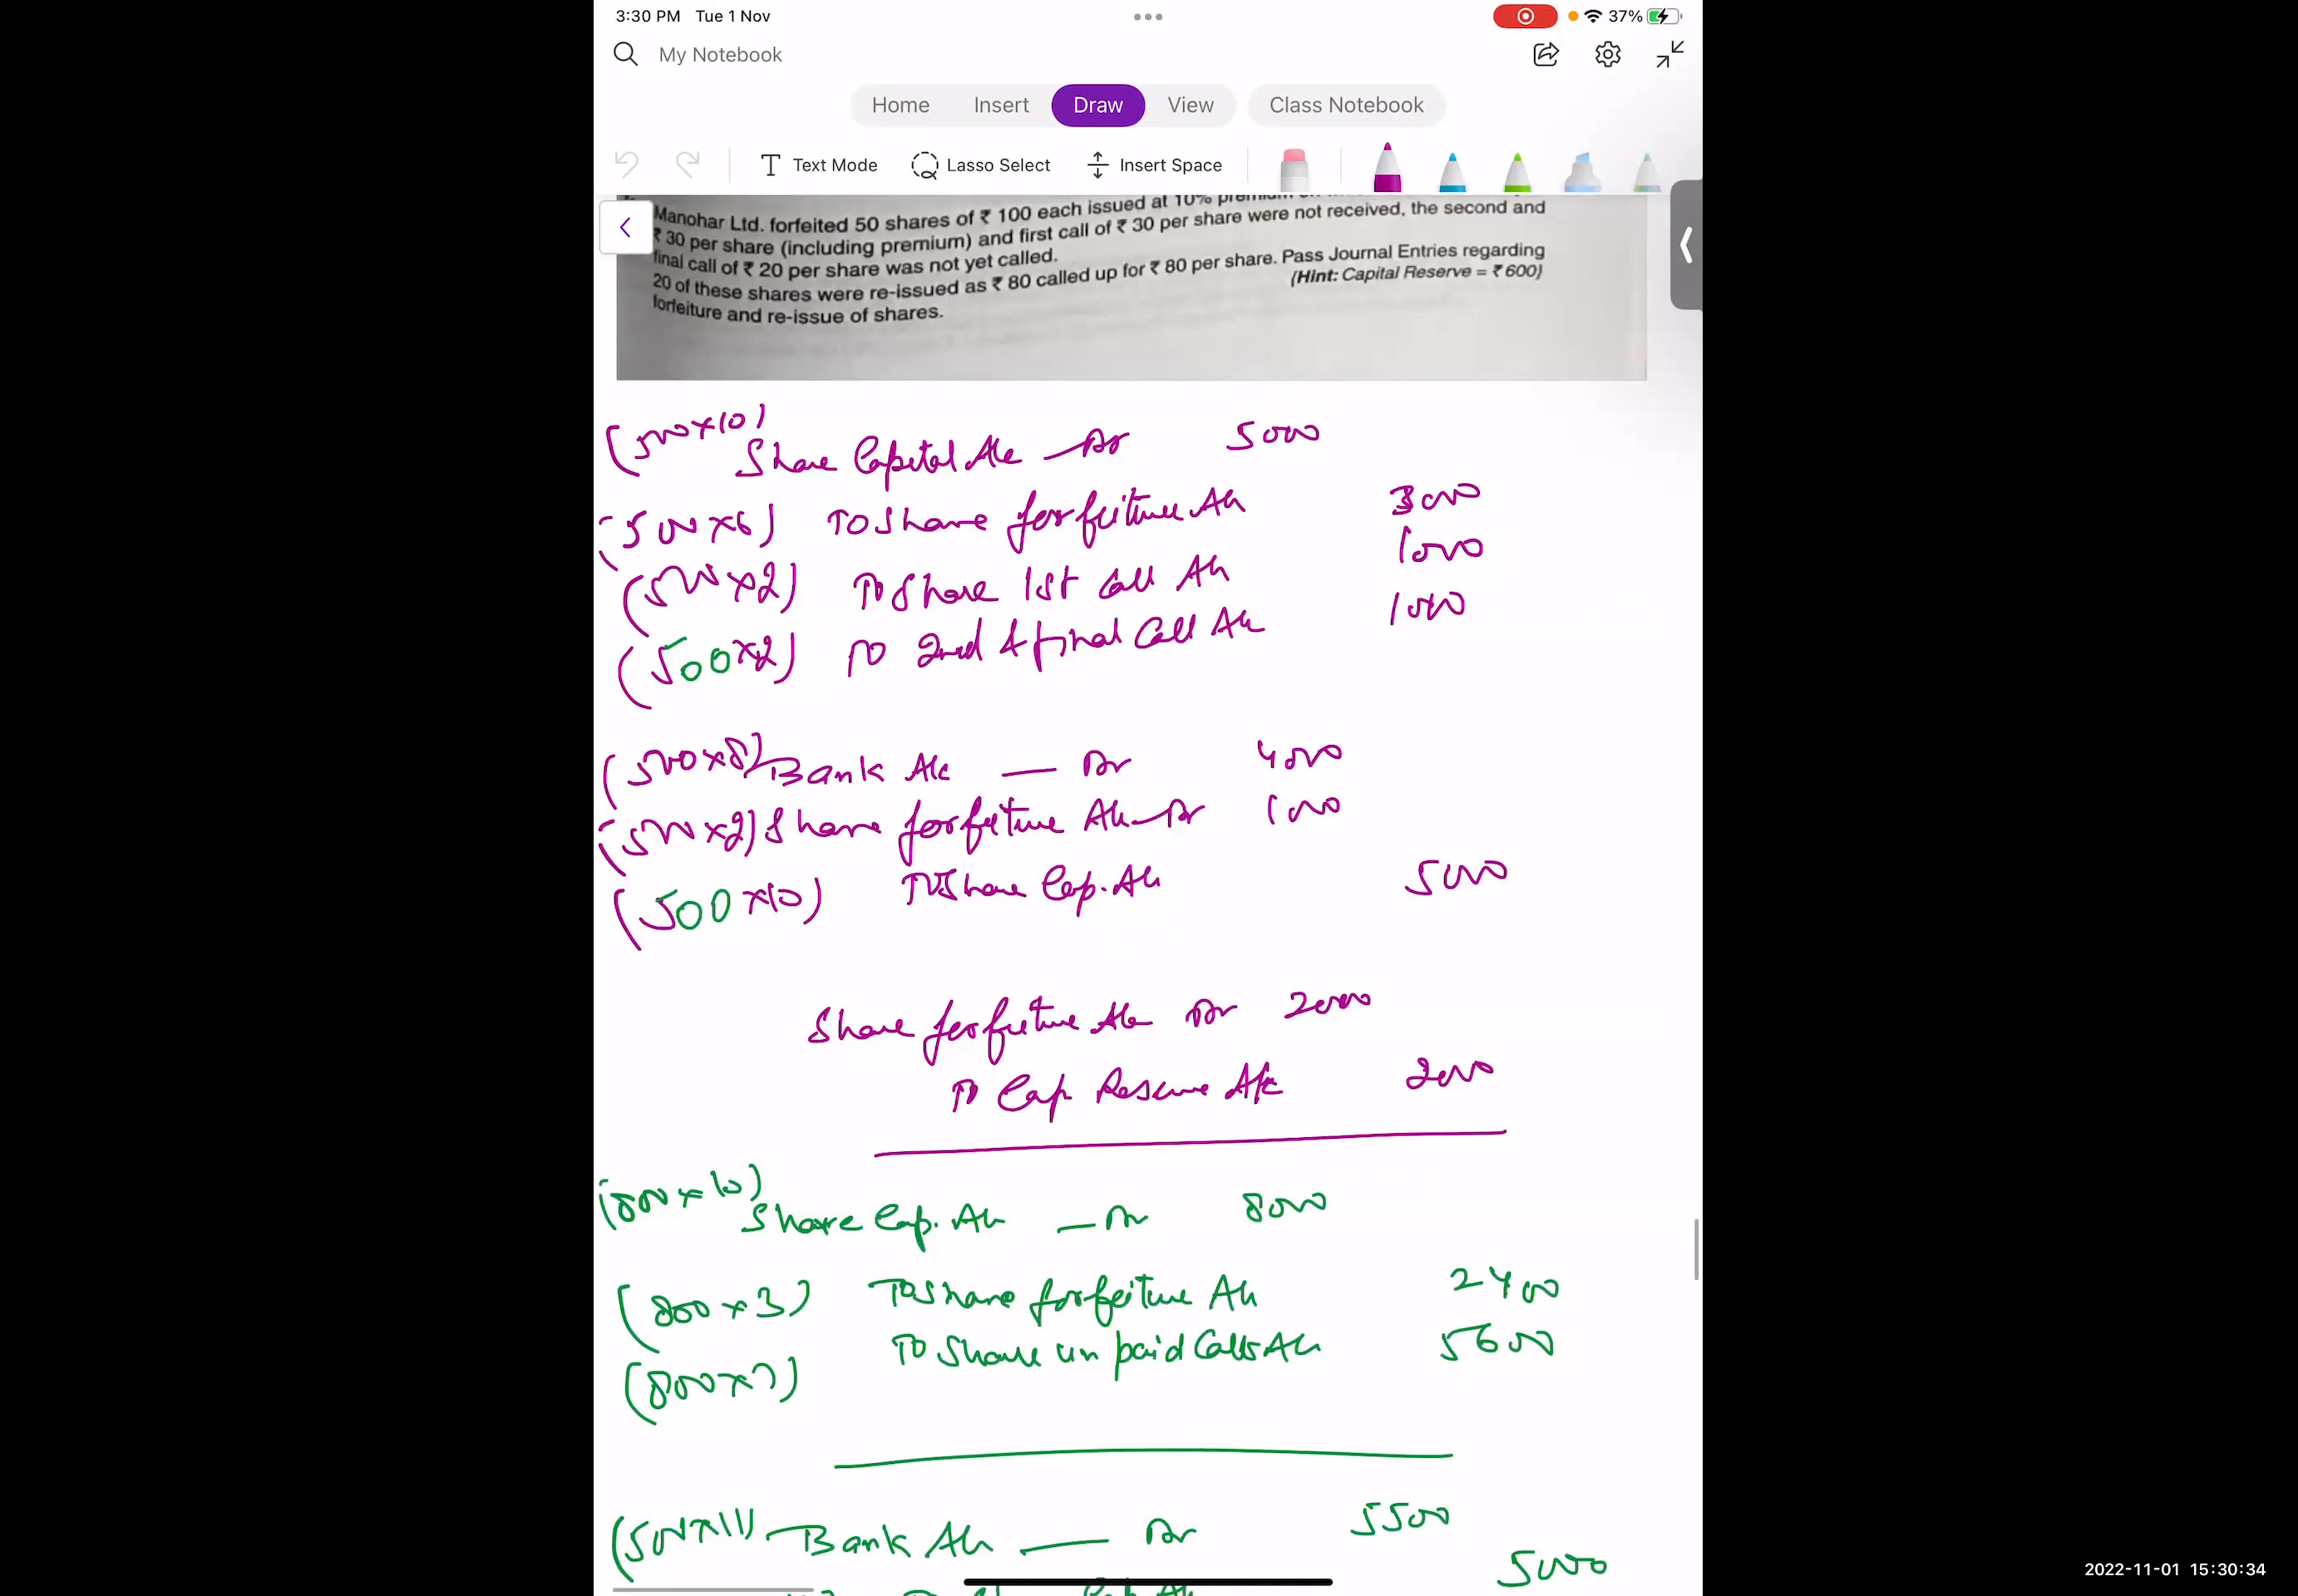 3:30 PM Tue 1 Nov
37%
My Notebook
Home Insert Draw View Class Notebook
Text Mode Lasso Select Insert Space
Manohar Ltd. forfeited 50 shares of ₹ 100 each issued at 10% premium
₹ 30 per share (including premium) and first call of ₹ 30 per share were not received, the second and
final call of ₹ 20 per share was not yet called.
20 of these shares were re-issued as ₹ 80 called up for ₹ 80 per share. Pass Journal Entries regarding
forfeiture and re-issue of shares. (Hint: Capital Reserve = ₹ 600)
(500×10) Share Capital A/c — Dr 5000
(500×6) To Share forfeiture A/c 3000
(500×2) To Share 1st Call A/c 1000
(500×2) To 2nd & final Call A/c 1000
(500×8) Bank A/c — Dr 4000
(500×2) Share forfeiture A/c Dr 1000
(500×10) To Share Cap. A/c 5000
Share forfeiture A/c Dr 2000
To Cap Reserve A/c 2000
(800×10) Share Cap. A/c — Dr 8000
(800×3) To Share forfeiture A/c 2400
(800×7) To Share unpaid Calls A/c 5600
(500×11) Bank A/c — Dr 5500
5000
2022-11-01 15:30:34